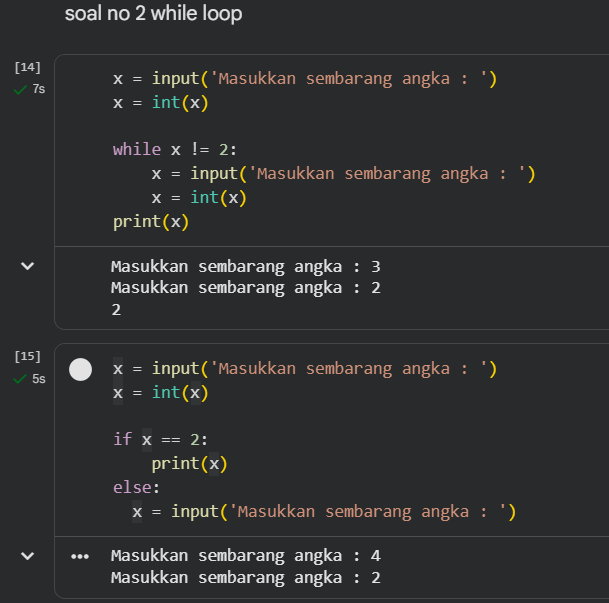 soal no 2 while loop
[14]
7s
x = input('Masukkan sembarang angka : ')
x = int(x)
while x != 2:
    x = input('Masukkan sembarang angka : ')
    x = int(x)
print(x)
Masukkan sembarang angka : 3
Masukkan sembarang angka : 2
2
[15]
5s
x = input('Masukkan sembarang angka : ')
x = int(x)
if x == 2:
    print(x)
else:
  x = input('Masukkan sembarang angka : ')
Masukkan sembarang angka : 4
Masukkan sembarang angka : 2